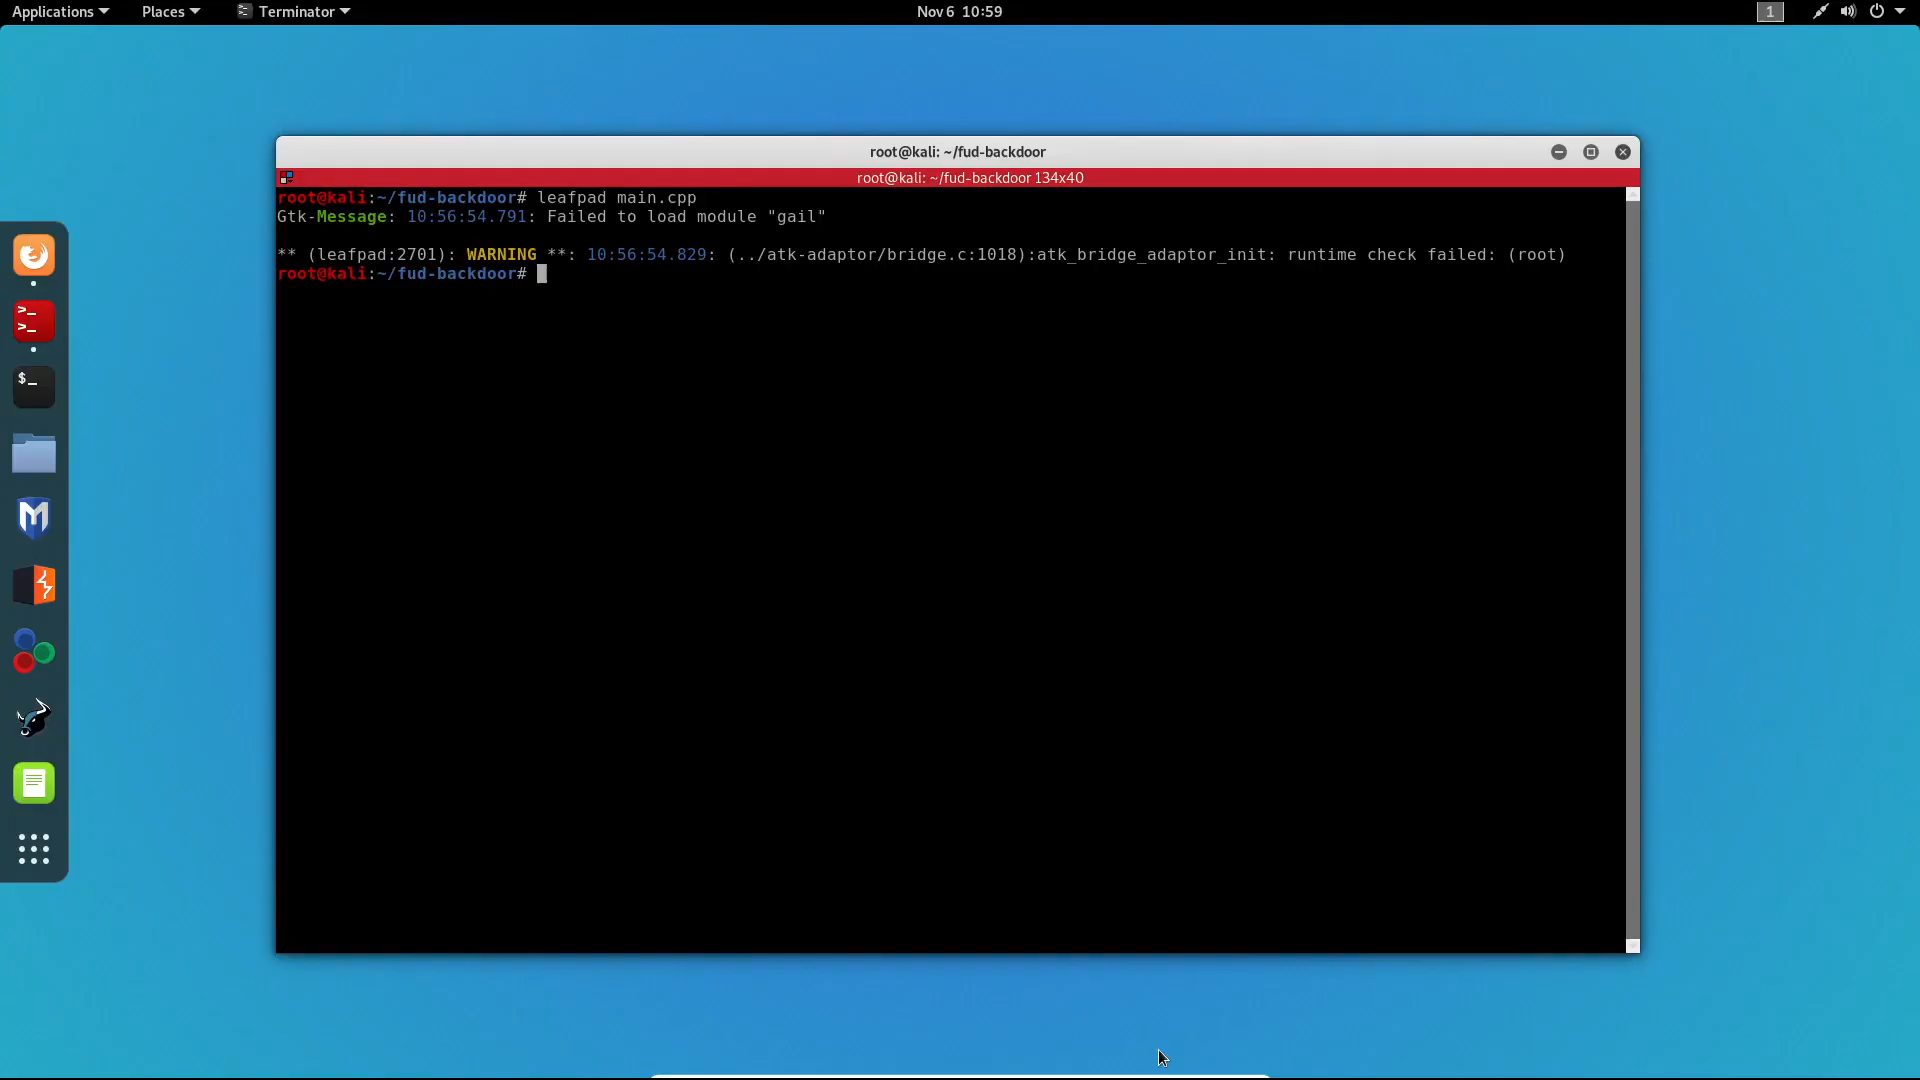 Applications Places Terminator Nov 6 10:59 1
root@kali: ~/fud-backdoor
root@kali: ~/fud-backdoor 134x40
root@kali:~/fud-backdoor# leafpad main.cpp
Gtk-Message: 10:56:54.791: Failed to load module "gail"
** (leafpad:2701): WARNING **: 10:56:54.829: (../atk-adaptor/bridge.c:1018):atk_bridge_adaptor_init: runtime check failed: (root)
root@kali:~/fud-backdoor#